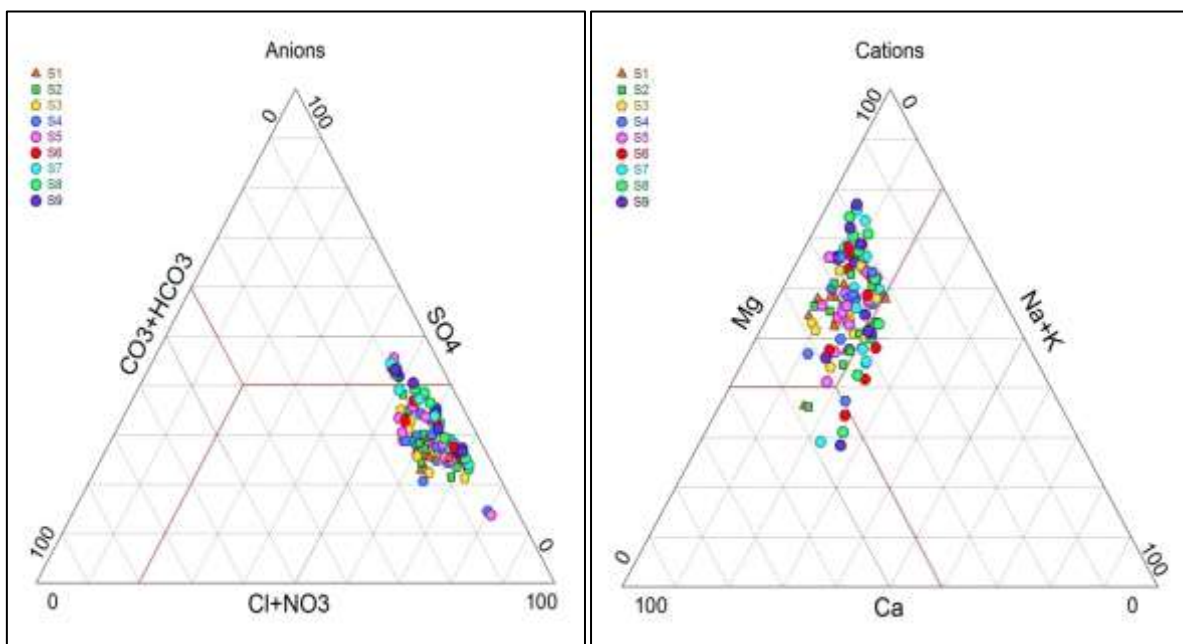 Anions
S1
S2
S3
S4
S5
S6
S7
S8
S9
0
100
CO3+HCO3
SO4
100
0
0
Cl+NO3
100
Cations
S1
S2
S3
S4
S5
S6
S7
S8
S9
100
0
Mg
Na+K
0
100
100
Ca
0